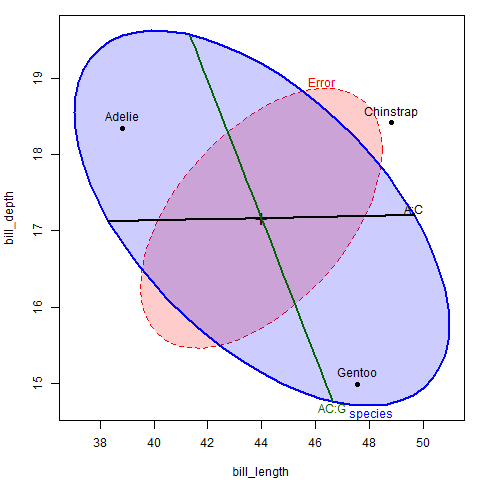 Error
Chinstrap
Adelie
A:C
Gentoo
AC:G
species
19
18
17
16
15
38 40 42 44 46 48 50
bill_depth
bill_length